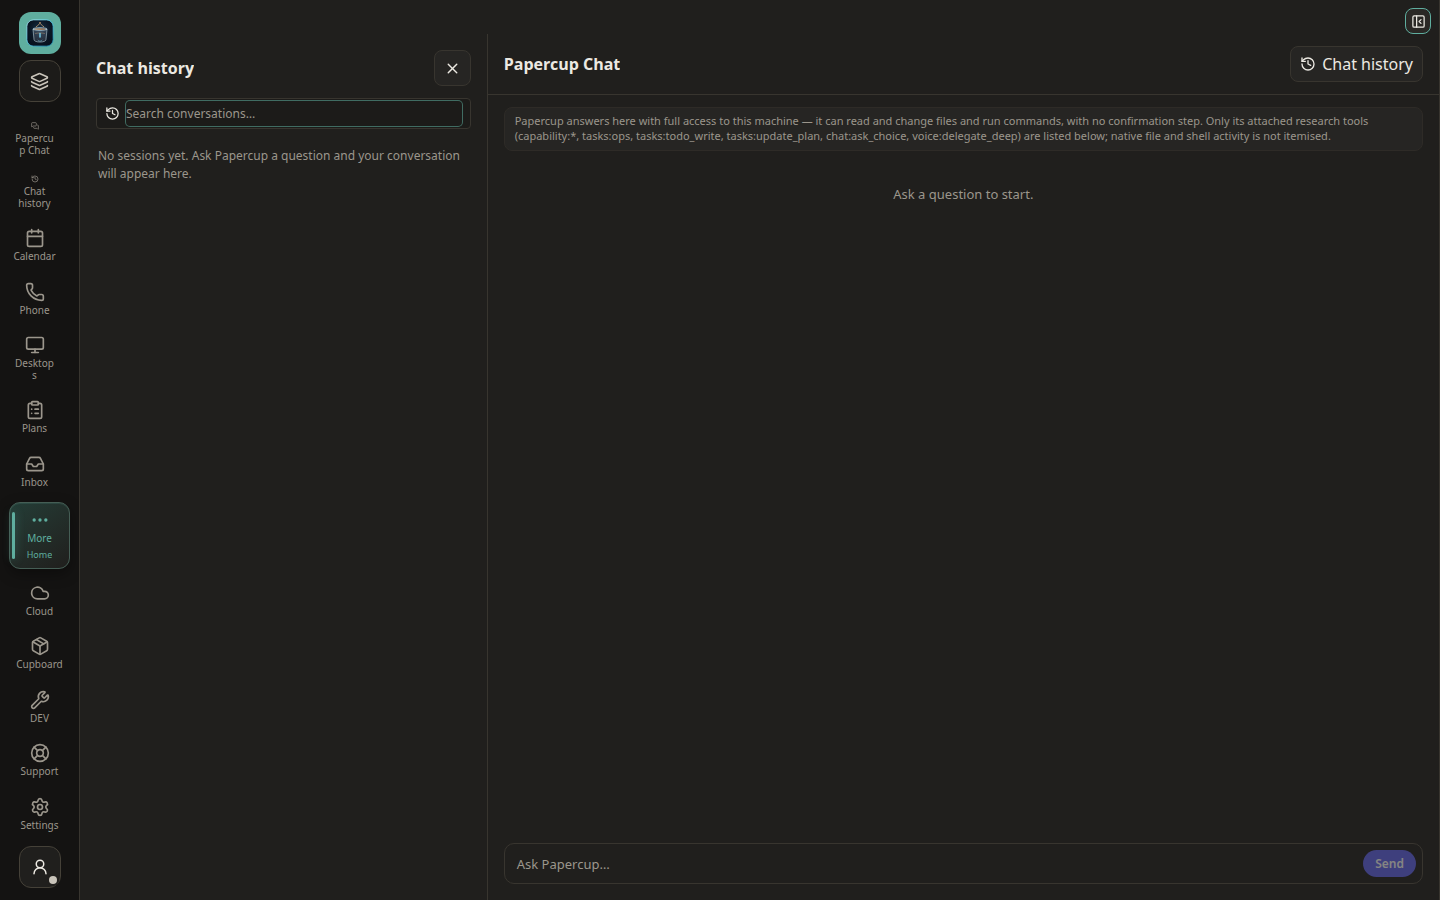 Papercu
p Chat
Chat
history
Calendar
Phone
Desktop
s
Plans
Inbox
More
Home
Cloud
Cupboard
DEV
Support
Settings
Chat history
Search conversations...
No sessions yet. Ask Papercup a question and your conversation
will appear here.
Papercup Chat
Chat history
Papercup answers here with full access to this machine — it can read and change files and run commands, with no confirmation step. Only its attached research tools
(capability:*, tasks:ops, tasks:todo_write, tasks:update_plan, chat:ask_choice, voice:delegate_deep) are listed below; native file and shell activity is not itemised.
Ask a question to start.
Ask Papercup...
Send